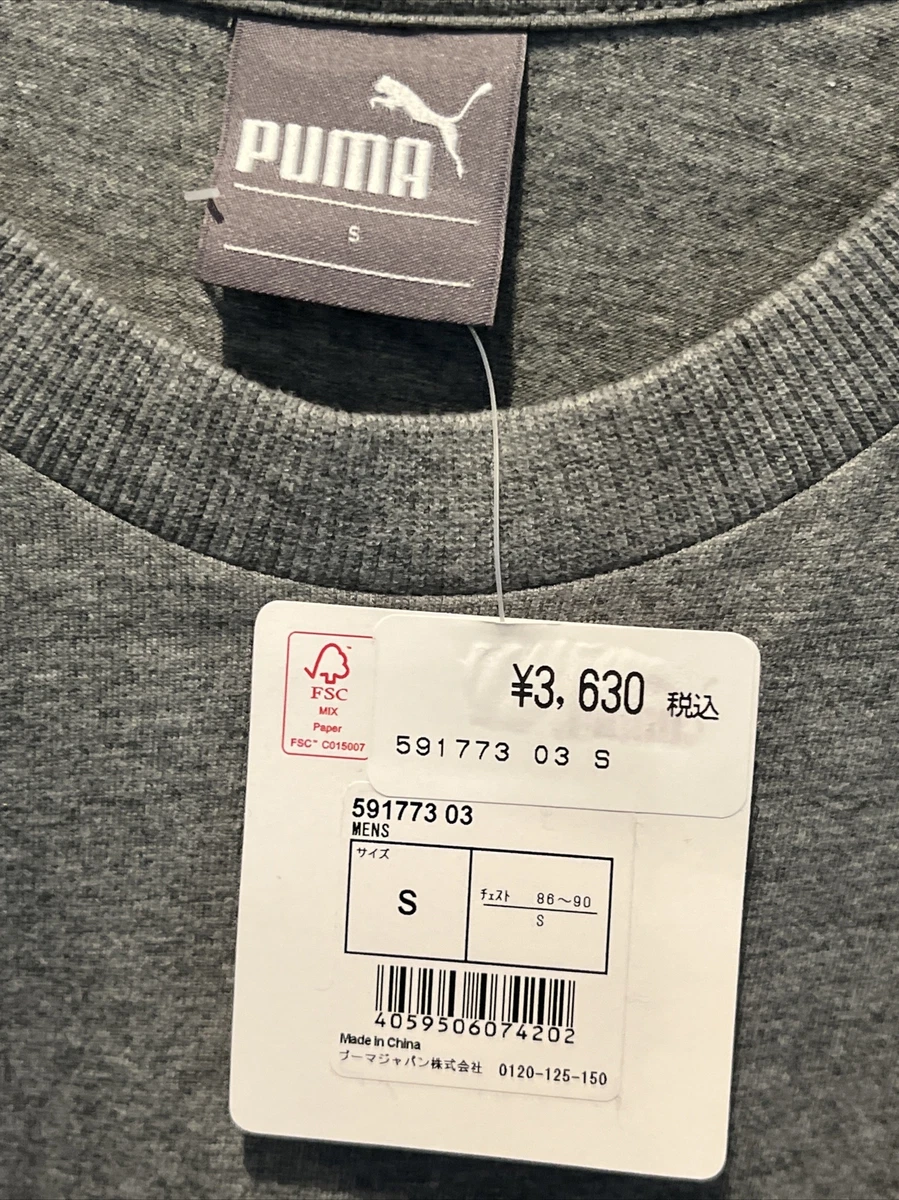 PUMA
S
FSC
MIX
Paper
FSC™ C015007
¥3,630 税込
591773 03 S
591773 03
MENS
サイズ
S
ﾁｪｽﾄ 86～90
S
4059506074202
Made in China
プーマジャパン株式会社 0120-125-150